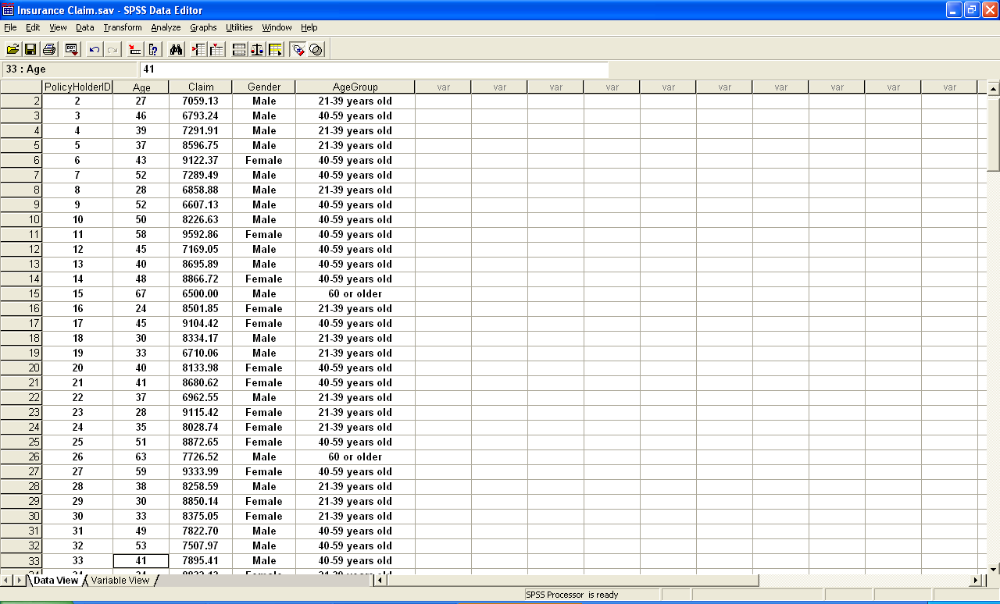 Insurance Claim.sav - SPSS Data Editor
File Edit View Data Transform Analyze Graphs Utilities Window Help
33 : Age 41
PolicyHolderID Age Claim Gender AgeGroup var var var var var var var var var var
2 2 27 7059.13 Male 21-39 years old
3 3 46 6793.24 Male 40-59 years old
4 4 39 7291.91 Male 21-39 years old
5 5 37 8596.75 Male 21-39 years old
6 6 43 9122.37 Female 40-59 years old
7 7 52 7289.49 Male 40-59 years old
8 8 28 6858.88 Male 21-39 years old
9 9 52 6607.13 Male 40-59 years old
10 10 50 8226.63 Male 40-59 years old
11 11 58 9592.86 Female 40-59 years old
12 12 45 7169.05 Male 40-59 years old
13 13 40 8695.89 Male 40-59 years old
14 14 48 8866.72 Female 40-59 years old
15 15 67 6500.00 Male 60 or older
16 16 24 8501.85 Female 21-39 years old
17 17 45 9104.42 Female 40-59 years old
18 18 30 8334.17 Male 21-39 years old
19 19 33 6710.06 Male 21-39 years old
20 20 40 8133.98 Female 40-59 years old
21 21 41 8680.62 Female 40-59 years old
22 22 37 6962.55 Male 21-39 years old
23 23 28 9115.42 Female 21-39 years old
24 24 35 8028.74 Female 21-39 years old
25 25 51 8872.65 Female 40-59 years old
26 26 63 7726.52 Male 60 or older
27 27 59 9333.99 Female 40-59 years old
28 28 38 8258.59 Male 21-39 years old
29 29 30 8850.14 Female 21-39 years old
30 30 33 8375.05 Female 21-39 years old
31 31 49 7822.70 Male 40-59 years old
32 32 53 7507.97 Male 40-59 years old
33 33 41 7895.41 Male 40-59 years old
Data View Variable View
SPSS Processor is ready